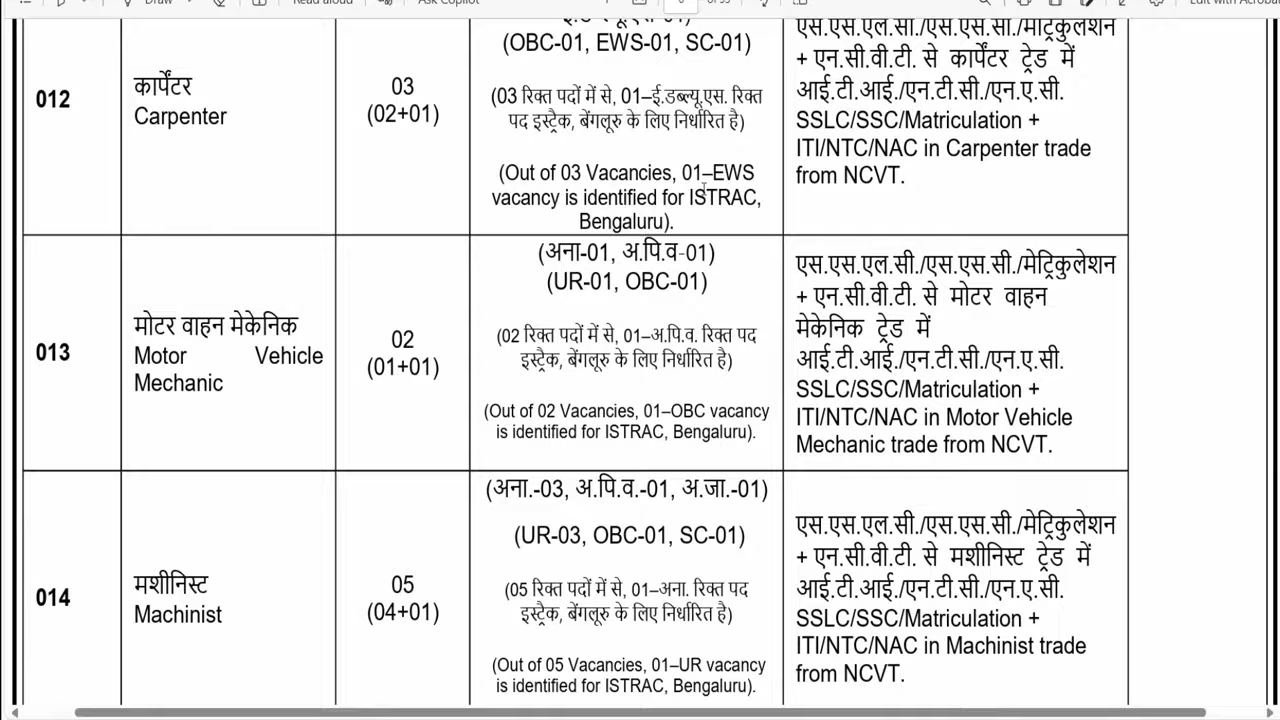 Draw
Read aloud
Ask Copilot
Edit with Acrobat
012
कार्पेंटर
Carpenter
03
(02+01)
(OBC-01, EWS-01, SC-01)
(03 रिक्त पदों में से, 01–ई.डब्ल्यू.एस. रिक्त
पद इस्ट्रैक, बेंगलूरु के लिए निर्धारित है)
(Out of 03 Vacancies, 01–EWS
vacancy is identified for ISTRAC,
Bengaluru).
एस.एस.एल.सी./एस.एस.सी./मेट्रिकुलेशन
+ एन.सी.वी.टी. से कार्पेंटर ट्रेड में
आई.टी.आई./एन.टी.सी./एन.ए.सी.
SSLC/SSC/Matriculation +
ITI/NTC/NAC in Carpenter trade
from NCVT.
013
मोटर वाहन मेकेनिक
Motor Vehicle
Mechanic
02
(01+01)
(अना-01, अ.पि.व-01)
(UR-01, OBC-01)
(02 रिक्त पदों में से, 01–अ.पि.व. रिक्त पद
इस्ट्रैक, बेंगलूरु के लिए निर्धारित है)
(Out of 02 Vacancies, 01–OBC vacancy
is identified for ISTRAC, Bengaluru).
एस.एस.एल.सी./एस.एस.सी./मेट्रिकुलेशन
+ एन.सी.वी.टी. से मोटर वाहन
मेकेनिक ट्रेड में
आई.टी.आई./एन.टी.सी./एन.ए.सी.
SSLC/SSC/Matriculation +
ITI/NTC/NAC in Motor Vehicle
Mechanic trade from NCVT.
014
मशीनिस्ट
Machinist
05
(04+01)
(अना.-03, अ.पि.व.-01, अ.जा.-01)
(UR-03, OBC-01, SC-01)
(05 रिक्त पदों में से, 01–अना. रिक्त पद
इस्ट्रैक, बेंगलूरु के लिए निर्धारित है)
(Out of 05 Vacancies, 01–UR vacancy
is identified for ISTRAC, Bengaluru).
एस.एस.एल.सी./एस.एस.सी./मेट्रिकुलेशन
+ एन.सी.वी.टी. से मशीनिस्ट ट्रेड में
आई.टी.आई./एन.टी.सी./एन.ए.सी.
SSLC/SSC/Matriculation +
ITI/NTC/NAC in Machinist trade
from NCVT.